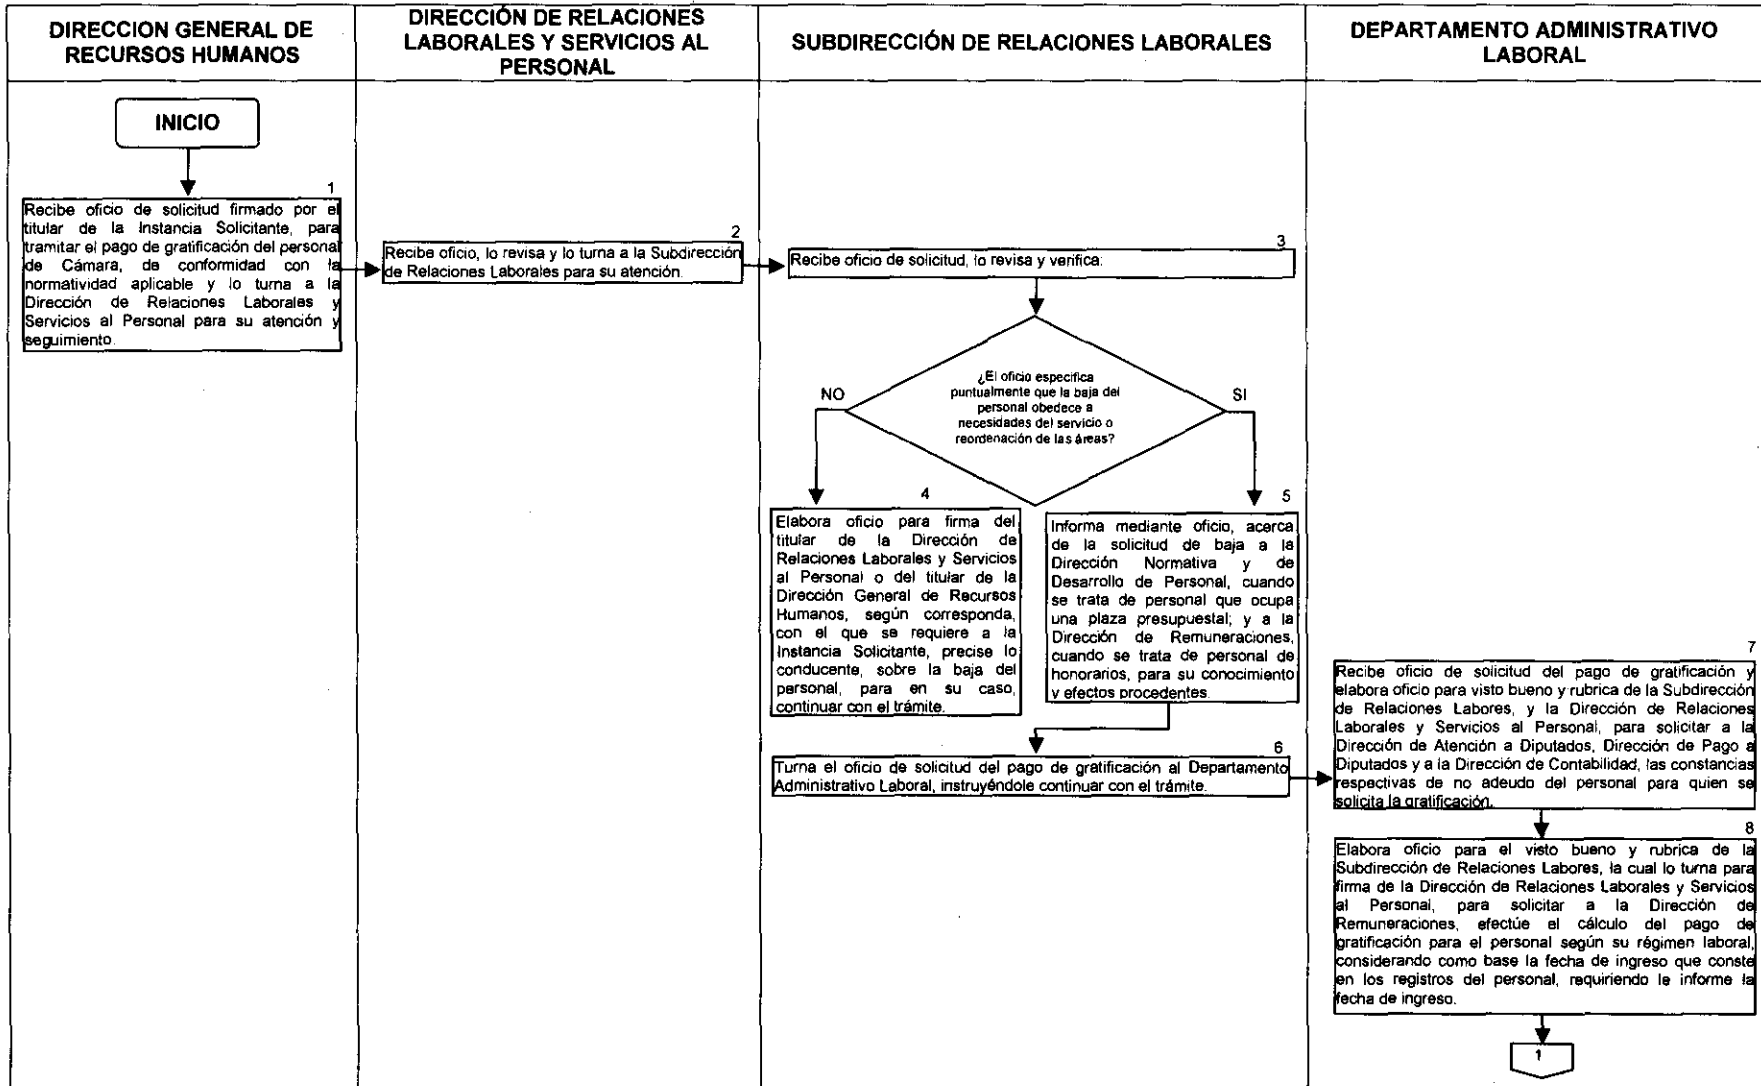 DIRECCION GENERAL DE
RECURSOS HUMANOS
DIRECCIÓN DE RELACIONES
LABORALES Y SERVICIOS AL
PERSONAL
SUBDIRECCIÓN DE RELACIONES LABORALES
DEPARTAMENTO ADMINISTRATIVO
LABORAL
INICIO
1
Recibe oficio de solicitud firmado por el
titular de la Instancia Solicitante, para
tramitar el pago de gratificación del personal
de Cámara, de conformidad con la
normatividad aplicable y lo turna a la
Dirección de Relaciones Laborales y
Servicios al Personal para su atención y
seguimiento.
2
Recibe oficio, lo revisa y lo turna a la Subdirección
de Relaciones Laborales para su atención.
3
Recibe oficio de solicitud, lo revisa y verifica:
¿El oficio especifica
puntualmente que la baja del
personal obedece a
necesidades del servicio o
reordenación de las áreas?
NO
SI
4
Elabora oficio para firma del
titular de la Dirección de
Relaciones Laborales y Servicios
al Personal o del titular de la
Dirección General de Recursos
Humanos, según corresponda,
con el que se requiere a la
Instancia Solicitante, precise lo
conducente, sobre la baja del
personal, para en su caso,
continuar con el trámite.
5
Informa mediante oficio, acerca
de la solicitud de baja a la
Dirección Normativa y de
Desarrollo de Personal, cuando
se trata de personal que ocupa
una plaza presupuestal; y a la
Dirección de Remuneraciones,
cuando se trata de personal de
honorarios, para su conocimiento
y efectos procedentes.
6
Turna el oficio de solicitud del pago de gratificación al Departamento
Administrativo Laboral, instruyéndole continuar con el trámite.
7
Recibe oficio de solicitud del pago de gratificación y
elabora oficio para visto bueno y rubrica de la Subdirección
de Relaciones Labores, y la Dirección de Relaciones
Laborales y Servicios al Personal, para solicitar a la
Dirección de Atención a Diputados, Dirección de Pago a
Diputados y a la Dirección de Contabilidad, las constancias
respectivas de no adeudo del personal para quien se
solicita la gratificación.
8
Elabora oficio para el visto bueno y rubrica de la
Subdirección de Relaciones Labores, la cual lo turna para
firma de la Dirección de Relaciones Laborales y Servicios
al Personal, para solicitar a la Dirección de
Remuneraciones, efectúe el cálculo del pago de
gratificación para el personal según su régimen laboral,
considerando como base la fecha de ingreso que conste
en los registros del personal, requiriendo le informe la
fecha de ingreso.
1